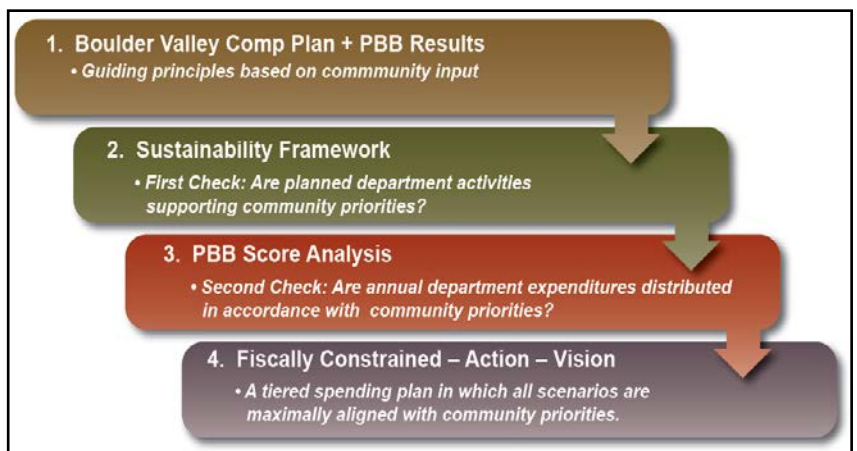 1. Boulder Valley Comp Plan + PBB Results
• Guiding principles based on commmunity input
2. Sustainability Framework
• First Check: Are planned department activities
supporting community priorities?
3. PBB Score Analysis
• Second Check: Are annual department expenditures distributed
in accordance with community priorities?
4. Fiscally Constrained – Action – Vision
• A tiered spending plan in which all scenarios are
maximally aligned with community priorities.